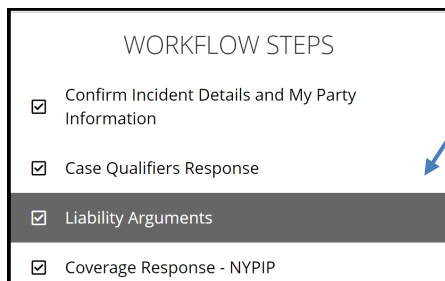 WORKFLOW STEPS
Confirm Incident Details and My Party
Information
Case Qualifiers Response
Liability Arguments
Coverage Response - NYPIP